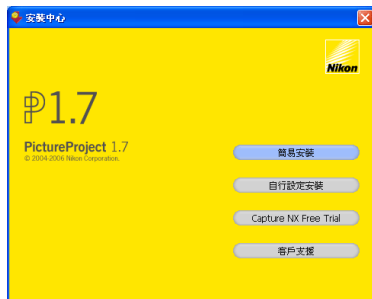 安裝中心
Nikon
P1.7
PictureProject 1.7
© 2004-2006 Nikon Corporation.
簡易安裝
自行設定安裝
Capture NX Free Trial
客戶支援